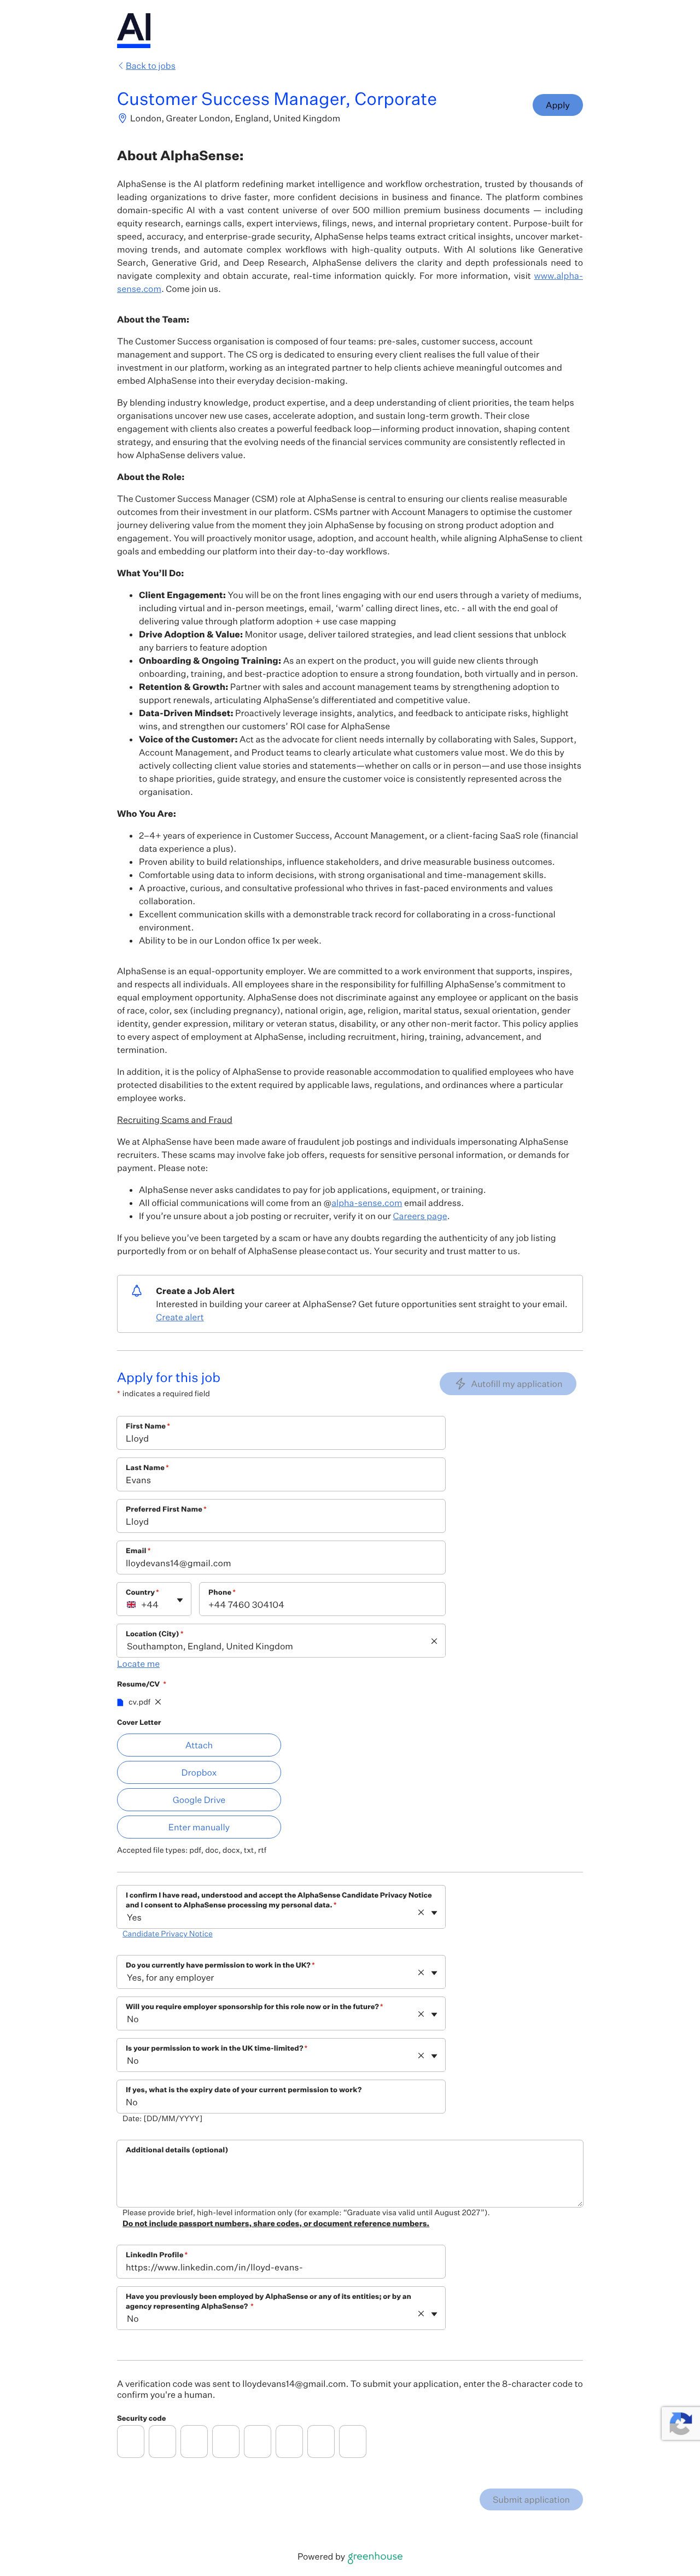 AI
Back to jobs
Customer Success Manager, Corporate
Apply
London, Greater London, England, United Kingdom
About AlphaSense:
AlphaSense is the AI platform redefining market intelligence and workflow orchestration, trusted by thousands of
leading organizations to drive faster, more confident decisions in business and finance. The platform combines
domain-specific AI with a vast content universe of over 500 million premium business documents — including
equity research, earnings calls, expert interviews, filings, news, and internal proprietary content. Purpose-built for
speed, accuracy, and enterprise-grade security, AlphaSense helps teams extract critical insights, uncover market-
moving trends, and automate complex workflows with high-quality outputs. With AI solutions like Generative
Search, Generative Grid, and Deep Research, AlphaSense delivers the clarity and depth professionals need to
navigate complexity and obtain accurate, real-time information quickly. For more information, visit www.alpha-
sense.com. Come join us.
About the Team:
The Customer Success organisation is composed of four teams: pre-sales, customer success, account
management and support. The CS org is dedicated to ensuring every client realises the full value of their
investment in our platform, working as an integrated partner to help clients achieve meaningful outcomes and
embed AlphaSense into their everyday decision-making.
By blending industry knowledge, product expertise, and a deep understanding of client priorities, the team helps
organisations uncover new use cases, accelerate adoption, and sustain long-term growth. Their close
engagement with clients also creates a powerful feedback loop—informing product innovation, shaping content
strategy, and ensuring that the evolving needs of the financial services community are consistently reflected in
how AlphaSense delivers value.
About the Role:
The Customer Success Manager (CSM) role at AlphaSense is central to ensuring our clients realise measurable
outcomes from their investment in our platform. CSMs partner with Account Managers to optimise the customer
journey delivering value from the moment they join AlphaSense by focusing on strong product adoption and
engagement. You will proactively monitor usage, adoption, and account health, while aligning AlphaSense to client
goals and embedding our platform into their day-to-day workflows.
What You'll Do:
• Client Engagement: You will be on the front lines engaging with our end users through a variety of mediums,
including virtual and in-person meetings, email, 'warm' calling direct lines, etc. - all with the end goal of
delivering value through platform adoption + use case mapping
• Drive Adoption & Value: Monitor usage, deliver tailored strategies, and lead client sessions that unblock
any barriers to feature adoption
• Onboarding & Ongoing Training: As an expert on the product, you will guide new clients through
onboarding, training, and best-practice adoption to ensure a strong foundation, both virtually and in person.
• Retention & Growth: Partner with sales and account management teams by strengthening adoption to
support renewals, articulating AlphaSense's differentiated and competitive value.
• Data-Driven Mindset: Proactively leverage insights, analytics, and feedback to anticipate risks, highlight
wins, and strengthen our customers' ROI case for AlphaSense
• Voice of the Customer: Act as the advocate for client needs internally by collaborating with Sales, Support,
Account Management, and Product teams to clearly articulate what customers value most. We do this by
actively collecting client value stories and statements—whether on calls or in person—and use those insights
to shape priorities, guide strategy, and ensure the customer voice is consistently represented across the
organisation.
Who You Are:
• 2–4+ years of experience in Customer Success, Account Management, or a client-facing SaaS role (financial
data experience a plus).
• Proven ability to build relationships, influence stakeholders, and drive measurable business outcomes.
• Comfortable using data to inform decisions, with strong organisational and time-management skills.
• A proactive, curious, and consultative professional who thrives in fast-paced environments and values
collaboration.
• Excellent communication skills with a demonstrable track record for collaborating in a cross-functional
environment.
• Ability to be in our London office 1x per week.
AlphaSense is an equal-opportunity employer. We are committed to a work environment that supports, inspires,
and respects all individuals. All employees share in the responsibility for fulfilling AlphaSense's commitment to
equal employment opportunity. AlphaSense does not discriminate against any employee or applicant on the basis
of race, color, sex (including pregnancy), national origin, age, religion, marital status, sexual orientation, gender
identity, gender expression, military or veteran status, disability, or any other non-merit factor. This policy applies
to every aspect of employment at AlphaSense, including recruitment, hiring, training, advancement, and
termination.
In addition, it is the policy of AlphaSense to provide reasonable accommodation to qualified employees who have
protected disabilities to the extent required by applicable laws, regulations, and ordinances where a particular
employee works.
Recruiting Scams and Fraud
We at AlphaSense have been made aware of fraudulent job postings and individuals impersonating AlphaSense
recruiters. These scams may involve fake job offers, requests for sensitive personal information, or demands for
payment. Please note:
• AlphaSense never asks candidates to pay for job applications, equipment, or training.
• All official communications will come from an @alpha-sense.com email address.
• If you're unsure about a job posting or recruiter, verify it on our Careers page.
If you believe you've been targeted by a scam or have any doubts regarding the authenticity of any job listing
purportedly from or on behalf of AlphaSense please contact us. Your security and trust matter to us.
Create a Job Alert
Interested in building your career at AlphaSense? Get future opportunities sent straight to your email.
Create alert
Apply for this job
Autofill my application
* indicates a required field
First Name*
Lloyd
Last Name*
Evans
Preferred First Name*
Lloyd
Email*
lloydevans14@gmail.com
Country*
+44
Phone*
+44 7460 304104
Location (City)*
Southampton, England, United Kingdom
Locate me
Resume/CV *
cv.pdf
Cover Letter
Attach
Dropbox
Google Drive
Enter manually
Accepted file types: pdf, doc, docx, txt, rtf
I confirm I have read, understood and accept the AlphaSense Candidate Privacy Notice
and I consent to AlphaSense processing my personal data.*
Yes
Candidate Privacy Notice
Do you currently have permission to work in the UK?*
Yes, for any employer
Will you require employer sponsorship for this role now or in the future?*
No
Is your permission to work in the UK time-limited?*
No
If yes, what is the expiry date of your current permission to work?
No
Date: [DD/MM/YYYY]
Additional details (optional)
Please provide brief, high-level information only (for example: "Graduate visa valid until August 2027").
Do not include passport numbers, share codes, or document reference numbers.
LinkedIn Profile*
https://www.linkedin.com/in/lloyd-evans-
Have you previously been employed by AlphaSense or any of its entities; or by an
agency representing AlphaSense? *
No
A verification code was sent to lloydevans14@gmail.com. To submit your application, enter the 8-character code to
confirm you're a human.
Security code
Submit application
Powered by greenhouse